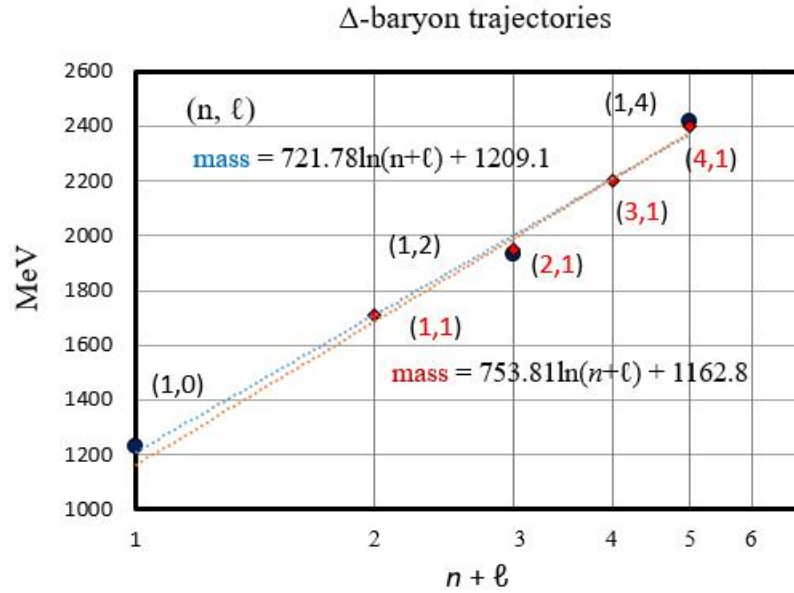 Δ-baryon trajectories
2600
2400
2200
2000
1800
1600
1400
1200
1000
MeV
(n, ℓ)
mass = 721.78ln(n+ℓ) + 1209.1
(1,4)
(4,1)
(3,1)
(1,2)
(2,1)
(1,1)
mass = 753.81ln(n+ℓ) + 1162.8
(1,0)
1 2 3 4 5 6
n + ℓ